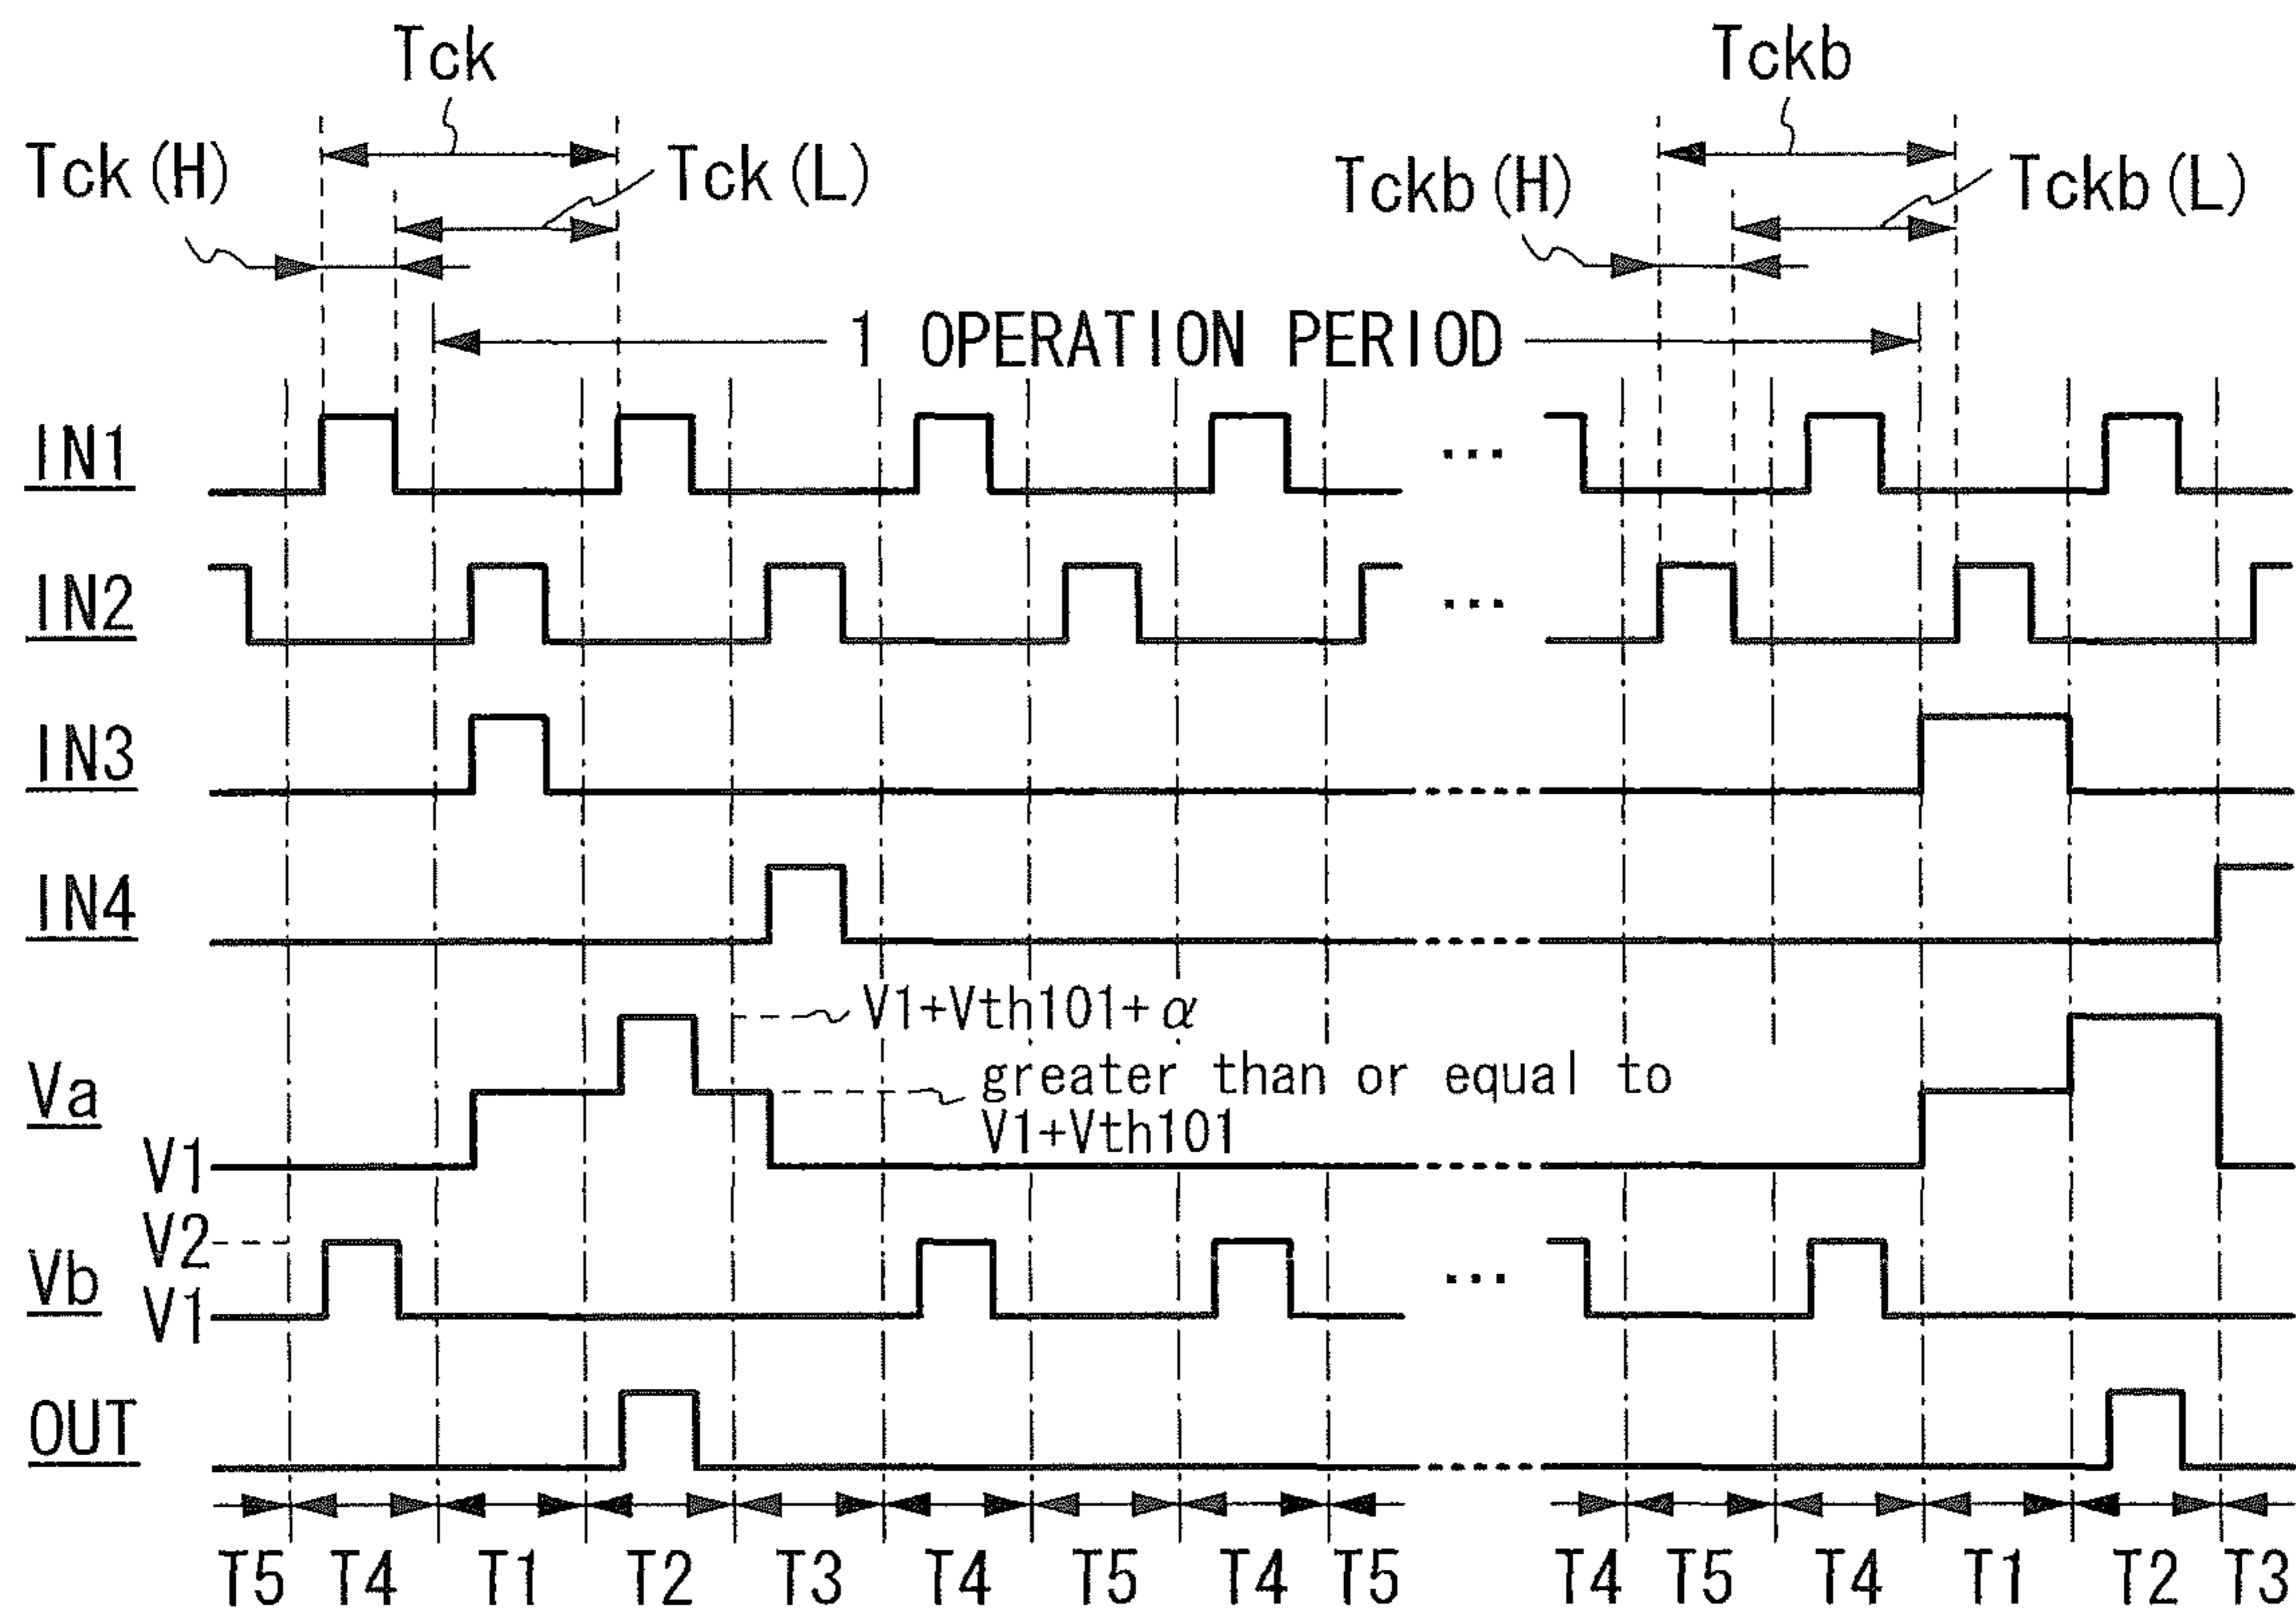 Tck
Tckb
Tck(H)
Tck(L)
Tckb(H)
Tckb(L)
1 OPERATION PERIOD
IN1
...
IN2
...
IN3
IN4
V1+Vth101+α
Va
greater than or equal to
V1+Vth101
V1
V2
Vb
...
V1
OUT
T5 T4 T1 T2 T3 T4 T5 T4 T5 T4 T5 T4 T1 T2 T3